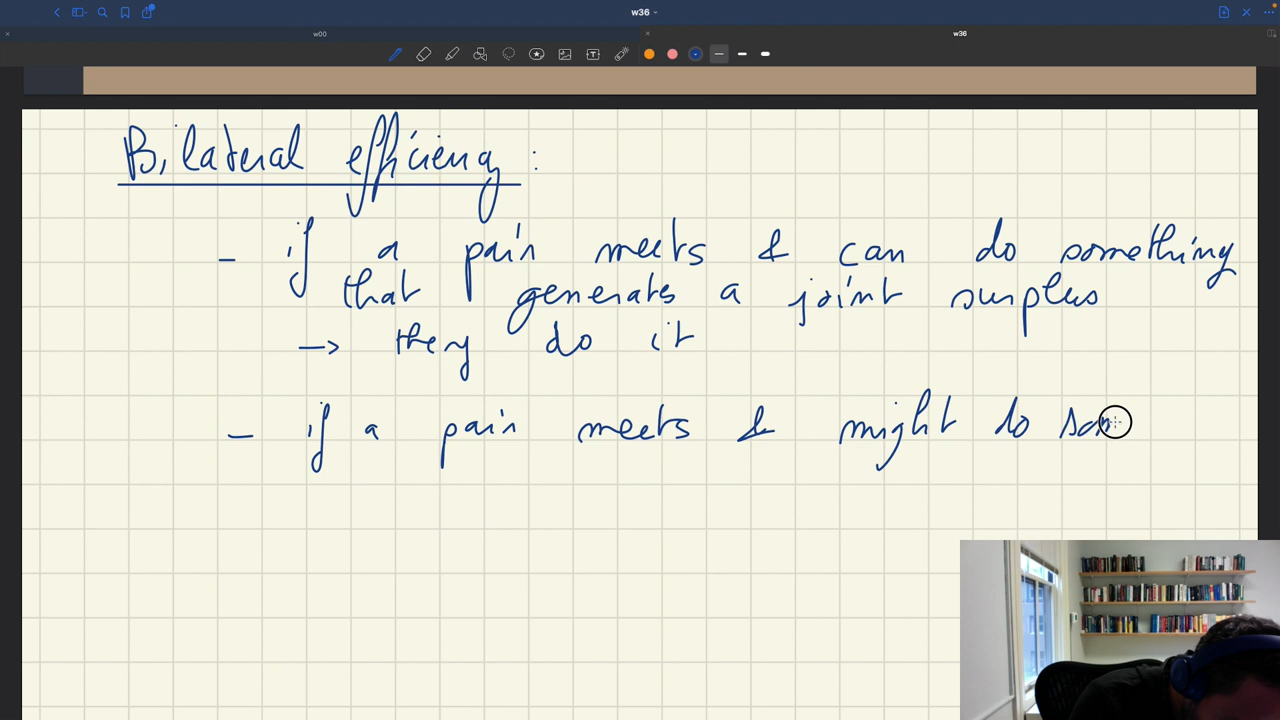 w36
w00
w36
Bilateral efficiency :
- if a pair meets & can do something
that generates a joint surplus
→ they do it
- if a pair meets & might do som